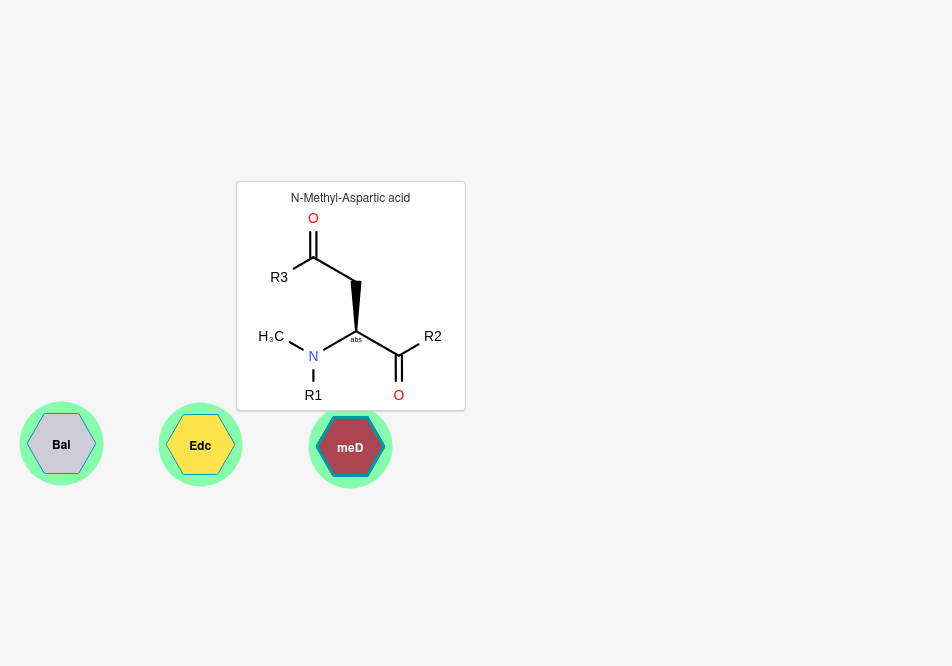 N-Methyl-Aspartic acid
O
R3
H₃C
R2
abs
N
R1
O
Bal
Edc
meD